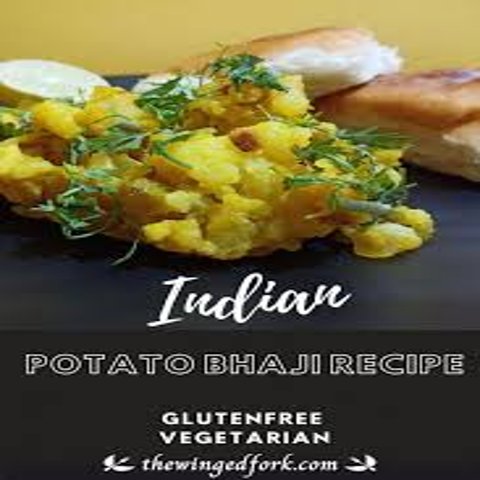 Indian
POTATO BHAJI RECIPE
GLUTENFREE
VEGETARIAN
thewingedfork.com